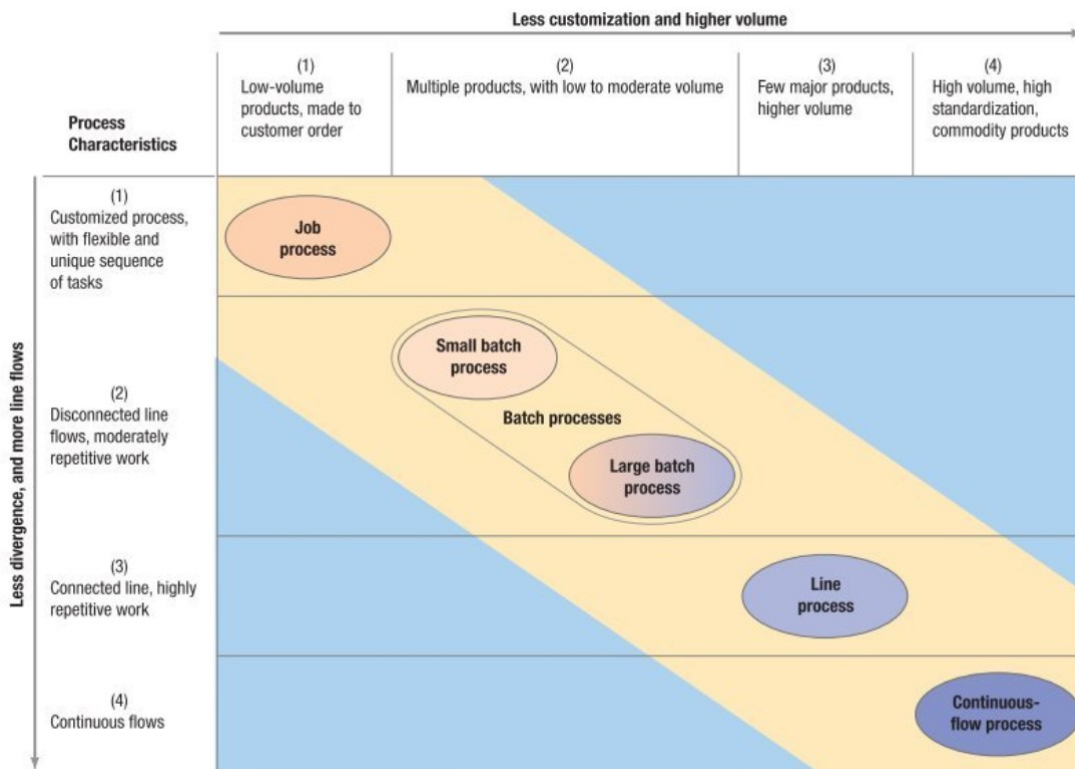 Less customization and higher volume
(1)
Low-volume
products, made to
customer order
(2)
Multiple products, with low to moderate volume
(3)
Few major products,
higher volume
(4)
High volume, high
standardization,
commodity products
Process
Characteristics
Less divergence, and more line flows
(1)
Customized process,
with flexible and
unique sequence
of tasks
Job
process
(2)
Disconnected line
flows, moderately
repetitive work
Small batch
process
Batch processes
Large batch
process
(3)
Connected line, highly
repetitive work
Line
process
(4)
Continuous flows
Continuous-
flow process